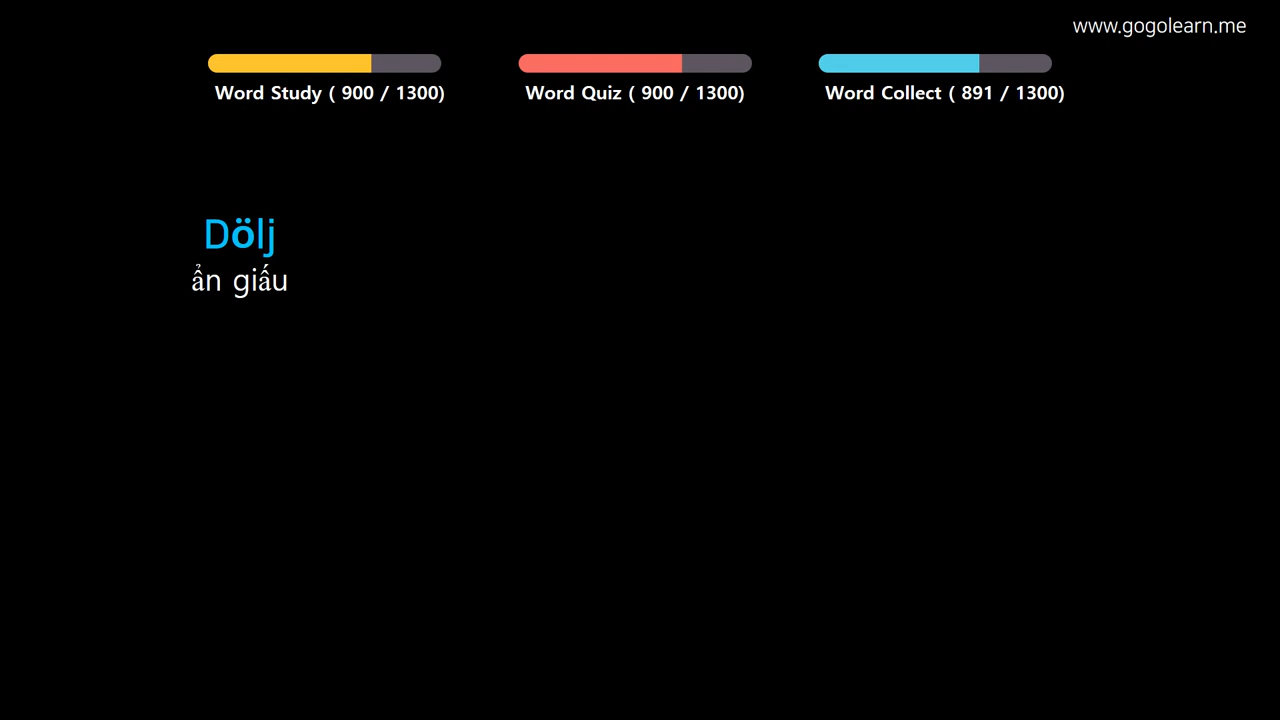 www.gogolearn.me
Word Study ( 900 / 1300)
Word Quiz ( 900 / 1300)
Word Collect ( 891 / 1300)
Dölj
ẩn giấu